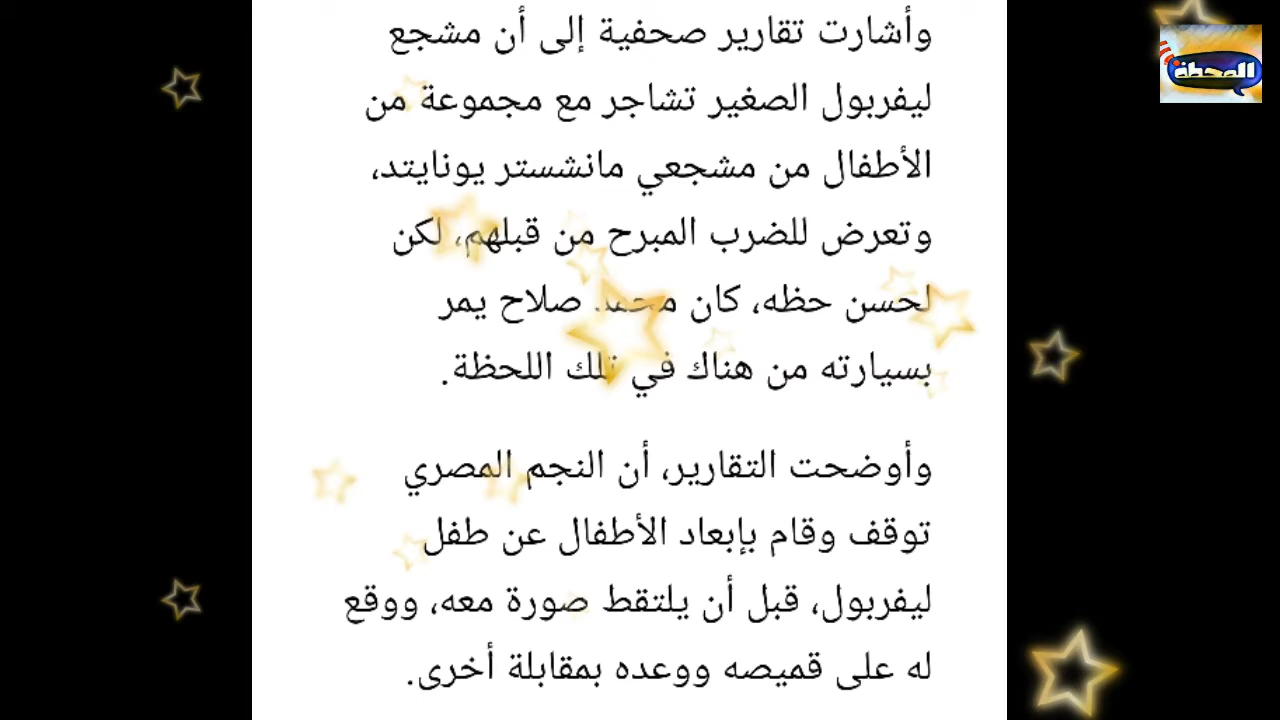 وأشارت تقارير صحفية إلى أن مشجع
ليفربول الصغير تشاجر مع مجموعة من
الأطفال من مشجعي مانشستر يونايتد،
وتعرض للضرب المبرح من قبلهم، لكن
لحسن حظه، كان محمد صلاح يمر
بسيارته من هناك في تلك اللحظة.
وأوضحت التقارير، أن النجم المصري
توقف وقام بإبعاد الأطفال عن طفل
ليفربول، قبل أن يلتقط صورة معه، ووقع
له على قميصه ووعده بمقابلة أخرى.
المحطة